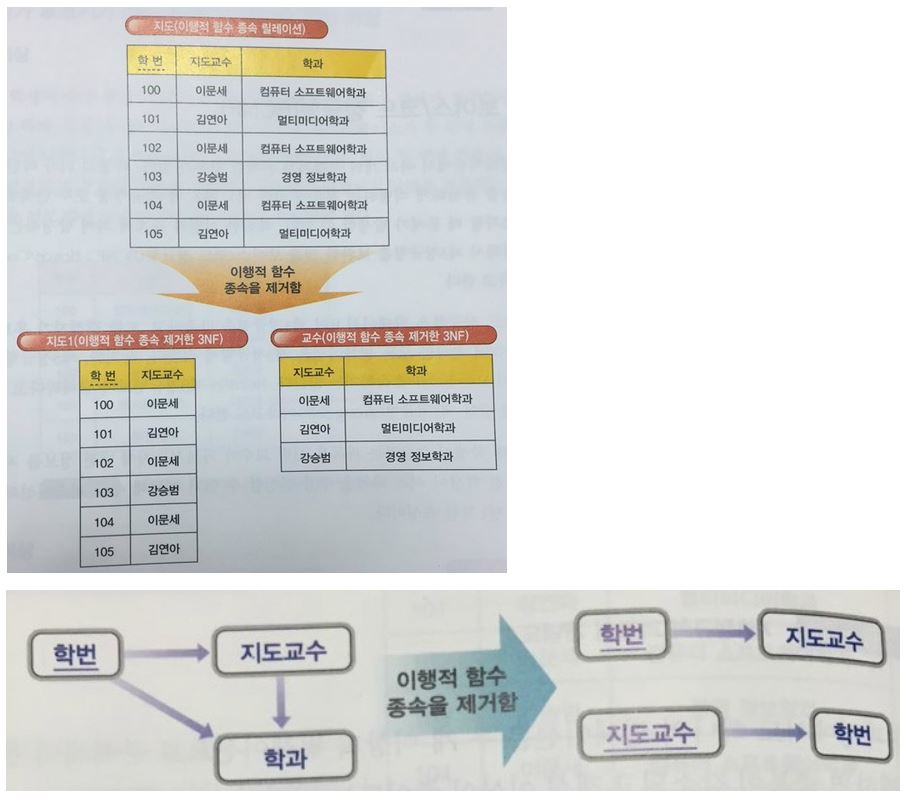 지도(이행적 함수 종속 릴레이션)
학 번 지도교수 학과
100 이문세 컴퓨터 소프트웨어학과
101 김연아 멀티미디어학과
102 이문세 컴퓨터 소프트웨어학과
103 강승범 경영 정보학과
104 이문세 컴퓨터 소프트웨어학과
105 김연아 멀티미디어학과
이행적 함수
종속을 제거함
지도1(이행적 함수 종속 제거한 3NF)
학 번 지도교수
100 이문세
101 김연아
102 이문세
103 강승범
104 이문세
105 김연아
교수(이행적 함수 종속 제거한 3NF)
지도교수 학과
이문세 컴퓨터 소프트웨어학과
김연아 멀티미디어학과
강승범 경영 정보학과
학번
지도교수
학과
이행적 함수
종속을 제거함
학번
지도교수
지도교수
학번